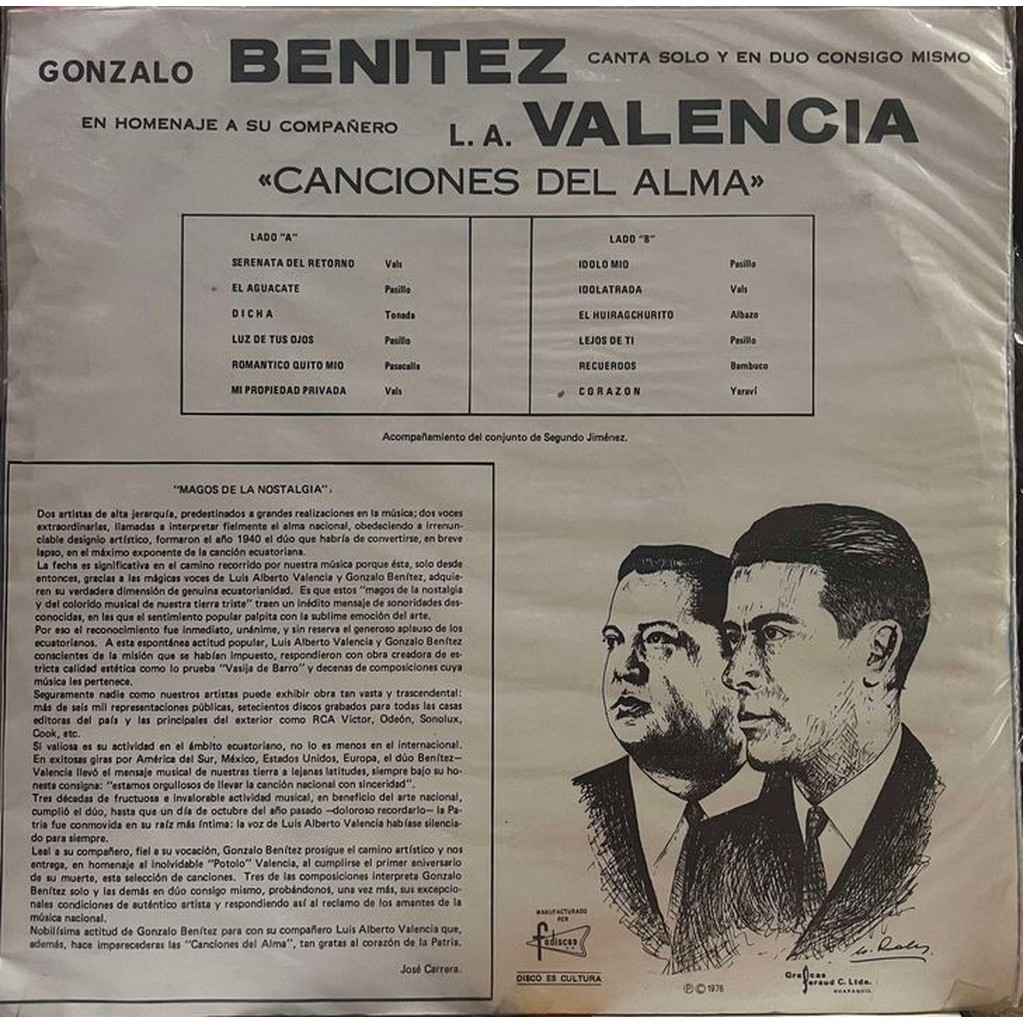 GONZALO BENITEZ CANTA SOLO Y EN DUO CONSIGO MISMO
EN HOMENAJE A SU COMPAÑERO L.A. VALENCIA
«CANCIONES DEL ALMA»
LADO "A"
SERENATA DEL RETORNO Vals
EL AGUACATE Pasillo
DICHA Tonada
LUZ DE TUS OJOS Pasillo
ROMANTICO QUITO MIO Pasacalle
MI PROPIEDAD PRIVADA Vals
LADO "B"
IDOLO MIO Pasillo
IDOLATRADA Vals
EL HUIRAGCHURITO Albazo
LEJOS DE TI Pasillo
RECUERDOS Bambuco
CORAZON Yaraví
Acompañamiento del conjunto de Segundo Jiménez.
"MAGOS DE LA NOSTALGIA".
Dos artistas de alta jerarquía, predestinados a grandes realizaciones en la música; dos voces
extraordinarias, llamadas a interpretar fielmente el alma nacional, obedeciendo a irrenun-
ciable designio artístico, formaron el año 1940 el dúo que habría de convertirse, en breve
lapso, en el máximo exponente de la canción ecuatoriana.
La fecha es significativa en el camino recorrido por nuestra música porque ésta, solo desde
entonces, gracias a las mágicas voces de Luis Alberto Valencia y Gonzalo Benítez, adquie-
ren su verdadera dimensión de genuina ecuatorianidad. Es que estos "magos de la nostalgia
y del colorido musical de nuestra tierra triste" traen un inédito mensaje de sonoridades des-
conocidas, en las que el sentimiento popular palpita con la sublime emoción del arte.
Por eso el reconocimiento fue inmediato, unánime, y sin reserva el generoso aplauso de los
ecuatorianos. A esta espontánea actitud popular, Luis Alberto Valencia y Gonzalo Benítez
conscientes de la misión que se habían impuesto, respondieron con obra creadora de es-
tricta calidad estética como lo prueba "Vasija de Barro" y decenas de composiciones cuya
música les pertenece.
Seguramente nadie como nuestros artistas puede exhibir obra tan vasta y trascendental:
más de seis mil representaciones públicas, setecientos discos grabados para todas las casas
editoras del país y las principales del exterior como RCA Victor, Odeón, Sonolux,
Cook, etc.
Si valiosa es su actividad en el ámbito ecuatoriano, no lo es menos en el internacional.
En exitosas giras por América del Sur, México, Estados Unidos, Europa, el dúo Benítez—
Valencia llevó el mensaje musical de nuestras tierra a lejanas latitudes, siempre bajo su ho-
nesta consigna: "estamos orgullosos de llevar la canción nacional con sinceridad".
Tres décadas de fructuosa e invalorable actividad musical, en beneficio del arte nacional,
cumplió el dúo, hasta que un día de octubre del año pasado —doloroso recordarlo— la Pa-
tria fue conmovida en su raíz más íntima: la voz de Luis Alberto Valencia habíase silencia-
do para siempre.
Leal a su compañero, fiel a su vocación, Gonzalo Benítez prosigue el camino artístico y nos
entrega, en homenaje al inolvidable "Potolo" Valencia, al cumplirse el primer aniversario
de su muerte, esta selección de canciones. Tres de las composiciones interpreta Gonzalo
Benítez solo y las demás en dúo consigo mismo, probándonos, una vez más, sus excepcio-
nales condiciones de auténtico artista y respondiendo así al reclamo de los amantes de la
música nacional.
Nobilísima actitud de Gonzalo Benítez para con su compañero Luis Alberto Valencia que,
además, hace imperecederas las "Canciones del Alma", tan gratas al corazón de la Patria.
José Carrera.
MANUFACTURADO
POR
fediscos
DISCO ES CULTURA
Ⓟ © 1976
Graficas
Feraud C. Ltda.
GUAYAQUIL